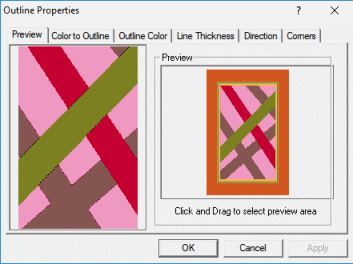 Outline Properties
Preview Color to Outline Outline Color Line Thickness Direction Corners
Preview
Click and Drag to select preview area
OK Cancel Apply